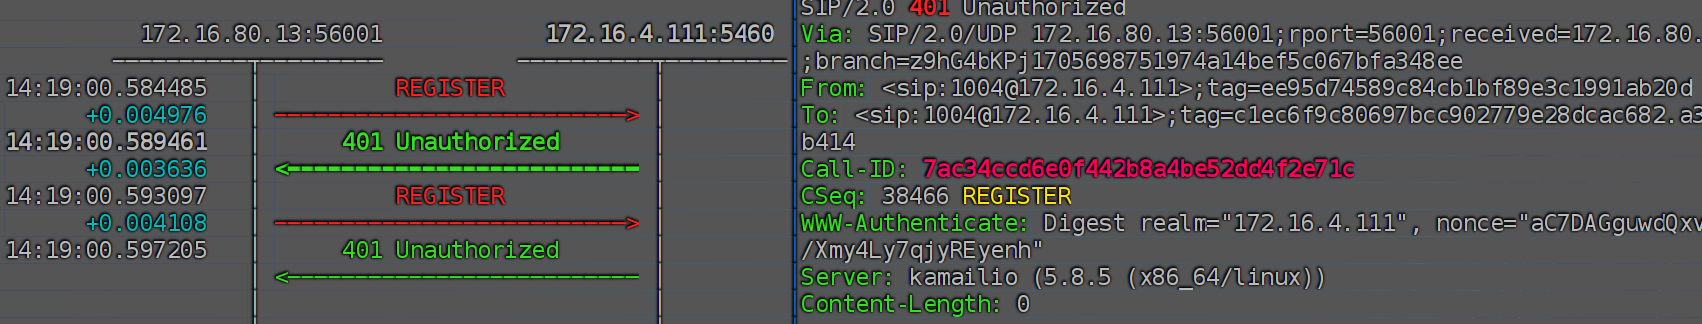 172.16.80.13:56001 172.16.4.111:5460
14:19:00.584485 REGISTER
+0.004976
14:19:00.589461 401 Unauthorized
+0.003636
14:19:00.593097 REGISTER
+0.004108
14:19:00.597205 401 Unauthorized
SIP/2.0 401 Unauthorized
Via: SIP/2.0/UDP 172.16.80.13:56001;rport=56001;received=172.16.80.
;branch=z9hG4bKPj1705698751974a14bef5c067bfa348ee
From: <sip:1004@172.16.4.111>;tag=ee95d74589c84cb1bf89e3c1991ab20d
To: <sip:1004@172.16.4.111>;tag=c1ec6f9c80697bcc902779e28dcac682.a3
b414
Call-ID: 7ac34ccd6e0f442b8a4be52dd4f2e71c
CSeq: 38466 REGISTER
WWW-Authenticate: Digest realm="172.16.4.111", nonce="aC7DAGguwdQxv
/Xmy4Ly7qjyREyenh"
Server: kamailio (5.8.5 (x86_64/linux))
Content-Length: 0